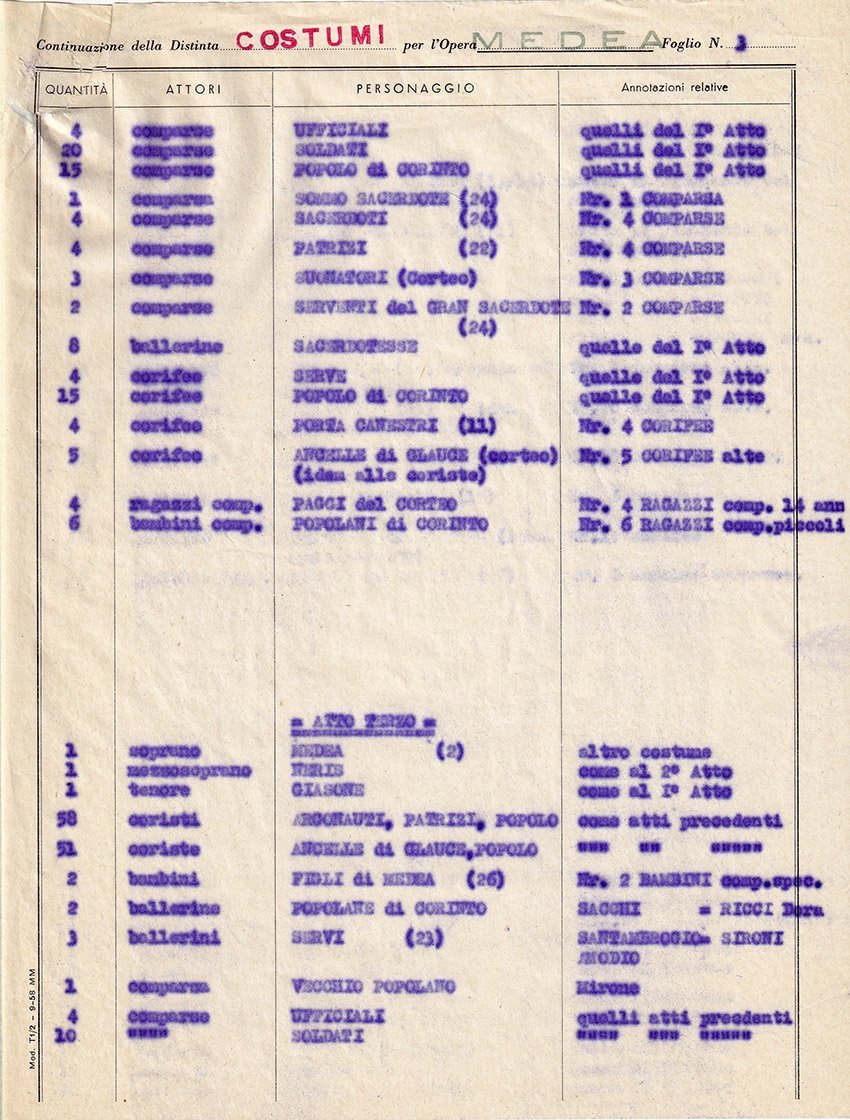 Continuazione della Distinta COSTUMI per l'Opera MEDEA Foglio N. 3
QUANTITÀ ATTORI PERSONAGGIO Annotazioni relative
4 comparse UFFICIALI quelli del Iº Atto
20 comparse SOLDATI quelli del Iº Atto
15 comparse POPOLO di CORINTO quelli del Iº Atto
1 comparsa SOMMO SACERDOTE (24) Nr. 1 COMPARSA
4 comparse SACERDOTI (24) Nr. 4 COMPARSE
4 comparse PATRIZI (22) Nr. 4 COMPARSE
3 comparse SUONATORI (Corteo) Nr. 3 COMPARSE
2 comparse SERVENTI del GRAN SACERDOTE Nr. 2 COMPARSE
(24)
8 ballerine SACERDOTESSE quelle del Iº Atto
4 corifee SERVE quelle del Iº Atto
15 corifee POPOLO di CORINTO quelle del Iº Atto
4 corifee PORTA CANESTRI (11) Nr. 4 CORIFEE
5 corifee ANCELLE di GLAUCE (corteo) Nr. 5 CORIFEE alte
(idem alle coriste)
4 ragazzi comp. PAGGI del CORTEO Nr. 4 RAGAZZI comp. 14 ann
6 bambini comp. POPOLANI di CORINTO Nr. 6 RAGAZZI comp.piccoli
= ATTO TERZO =
1 soprano MEDEA (2) altro costume
1 mezzosoprano NERIS come al 2º Atto
1 tenore GIASONE come al Iº Atto
58 coristi ARGONAUTI, PATRIZI, POPOLO come atti precedenti
51 coriste ANCELLE di GLAUCE,POPOLO """ "" """""
2 bambini FIGLI di MEDEA (26) Nr. 2 BAMBINI comp.spec.
2 ballerine POPOLANE di CORINTO SACCHI = RICCI Dora
3 ballerini SERVI (23) SANTAMBROGIO= SIRONI
/MODIO
1 comparsa VECCHIO POPOLANO Mirone
4 comparse UFFICIALI quelli atti precdenti
10 """" SOLDATI """" """ """""
Mod. T1/2 - 9-58 MM